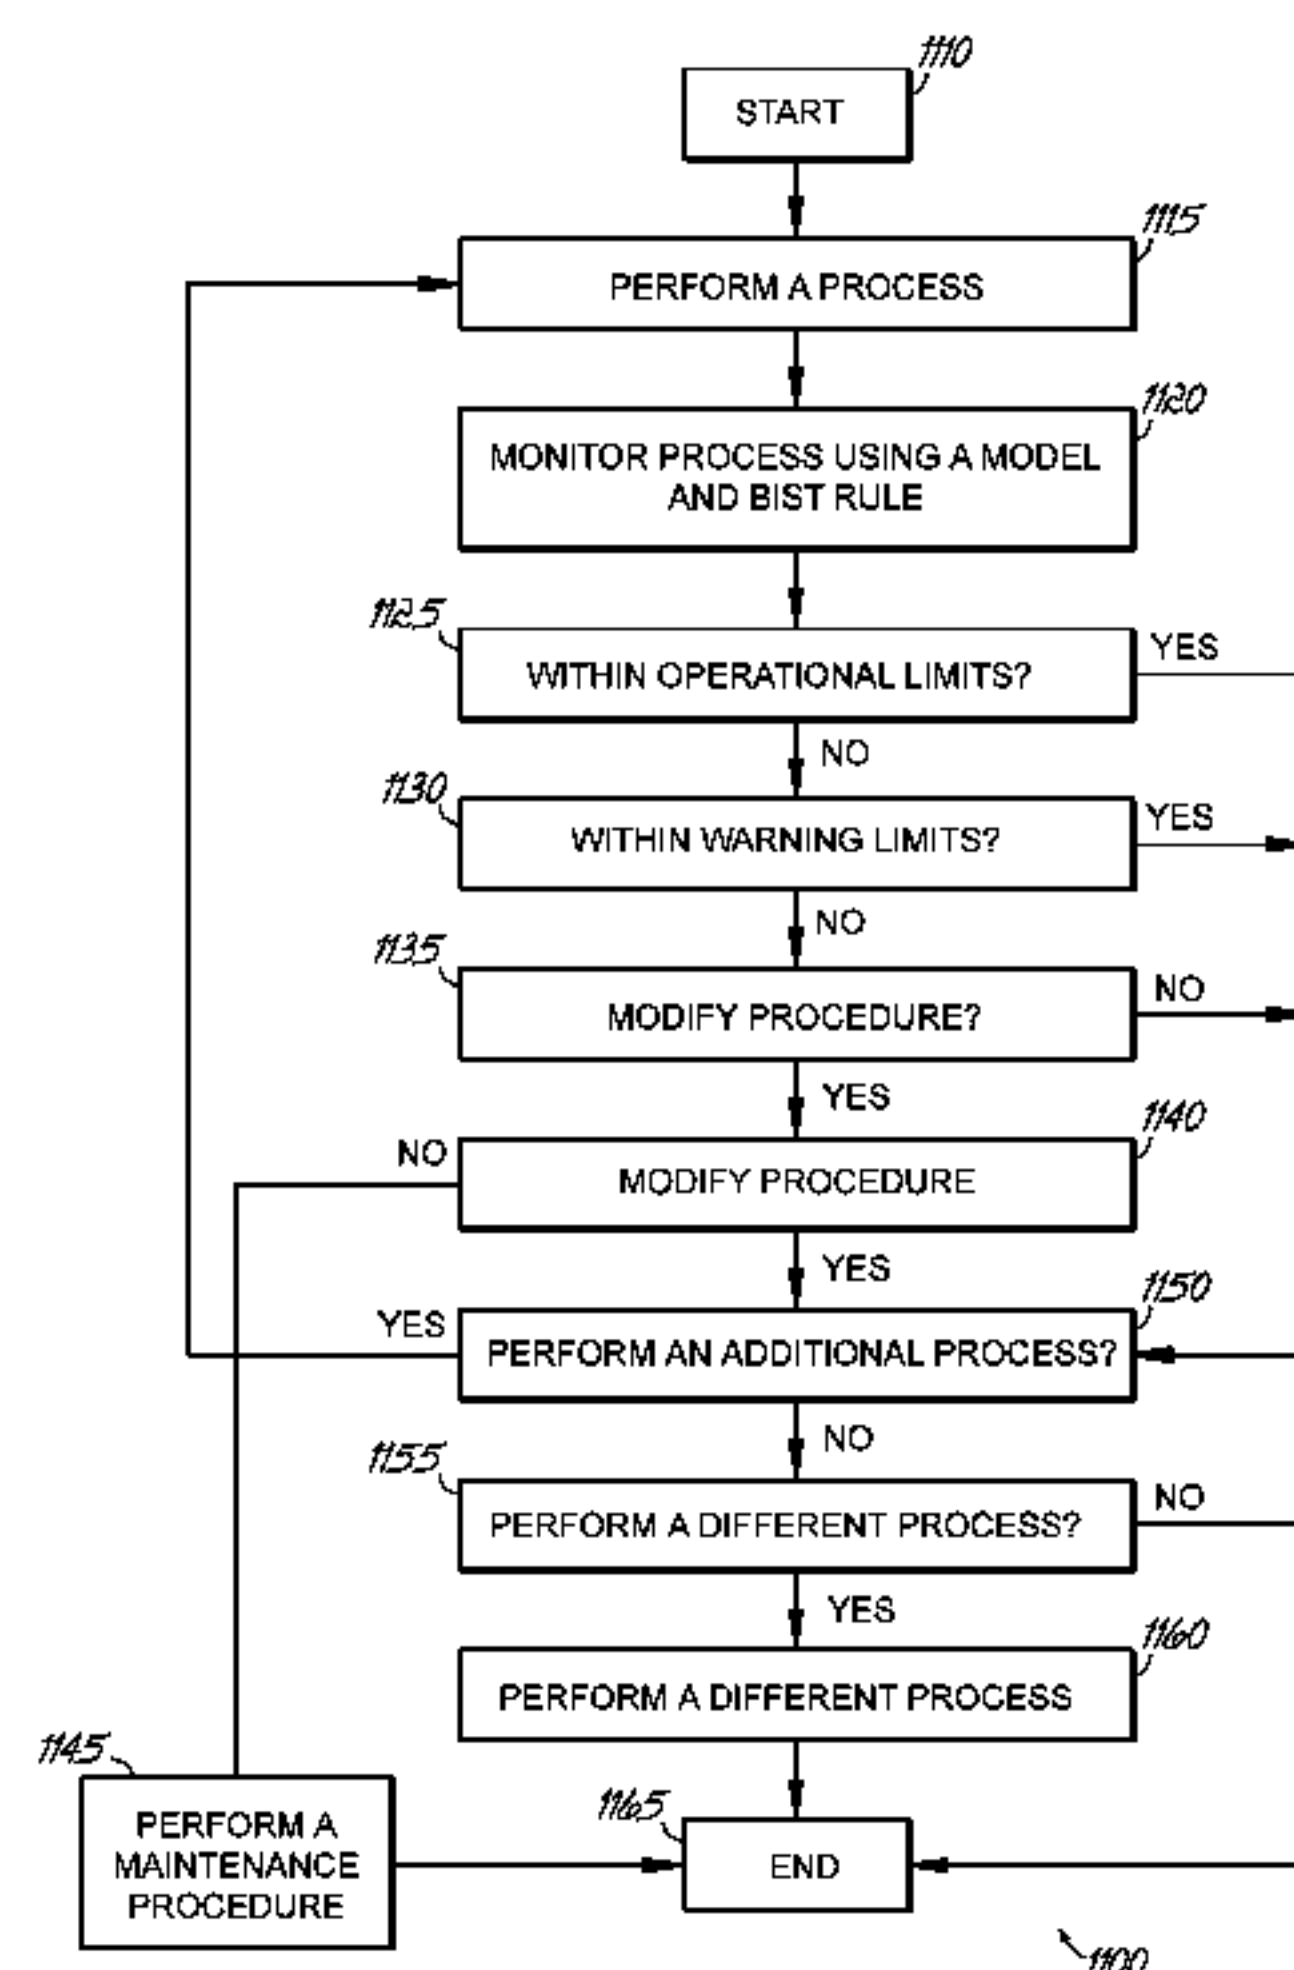 1110
START
1115
PERFORM A PROCESS
1120
MONITOR PROCESS USING A MODEL
AND BIST RULE
1125
WITHIN OPERATIONAL LIMITS?
YES
NO
1130
WITHIN WARNING LIMITS?
YES
NO
1135
MODIFY PROCEDURE?
NO
YES
1140
NO
MODIFY PROCEDURE
YES
1150
YES
PERFORM AN ADDITIONAL PROCESS?
NO
1155
PERFORM A DIFFERENT PROCESS?
NO
YES
1160
PERFORM A DIFFERENT PROCESS
1145
PERFORM A
MAINTENANCE
PROCEDURE
1165
END
1100